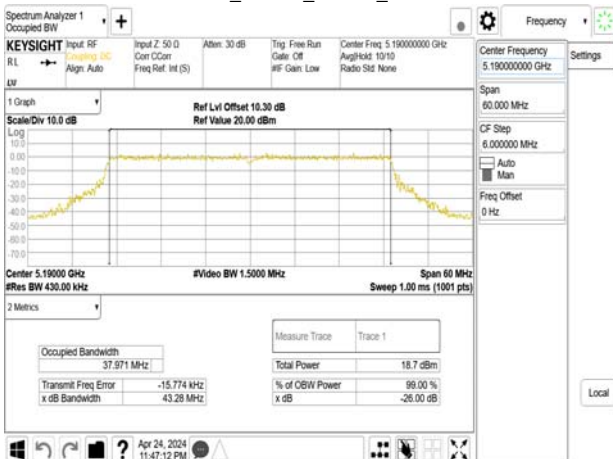 Spectrum Analyzer 1
Occupied BW
Frequency
KEYSIGHT
RL
Input: RF
Coupling: DC
Align: Auto
Input Z: 50 Ω
Corr CCorr
Freq Ref: Int (S)
Atten: 30 dB
Trig: Free Run
Gate: Off
#IF Gain: Low
Center Freq: 5.190000000 GHz
Avg|Hold: 10/10
Radio Std: None
Center Frequency
5.190000000 GHz
Settings
Span
60.000 MHz
CF Step
6.000000 MHz
Auto
Man
Freq Offset
0 Hz
Local
1 Graph
Scale/Div 10.0 dB
Ref Lvl Offset 10.30 dB
Ref Value 20.00 dBm
Log
10.0
0.00
-10.0
-20.0
-30.0
-40.0
-50.0
-60.0
-70.0
Center 5.19000 GHz
#Res BW 430.00 kHz
#Video BW 1.5000 MHz
Span 60 MHz
Sweep 1.00 ms (1001 pts)
2 Metrics
Measure Trace
Trace 1
Occupied Bandwidth
37.971 MHz
Total Power
18.7 dBm
Transmit Freq Error
-15.774 kHz
% of OBW Power
99.00 %
x dB Bandwidth
43.28 MHz
x dB
-26.00 dB
?
Apr 24, 2024
11:47:12 PM